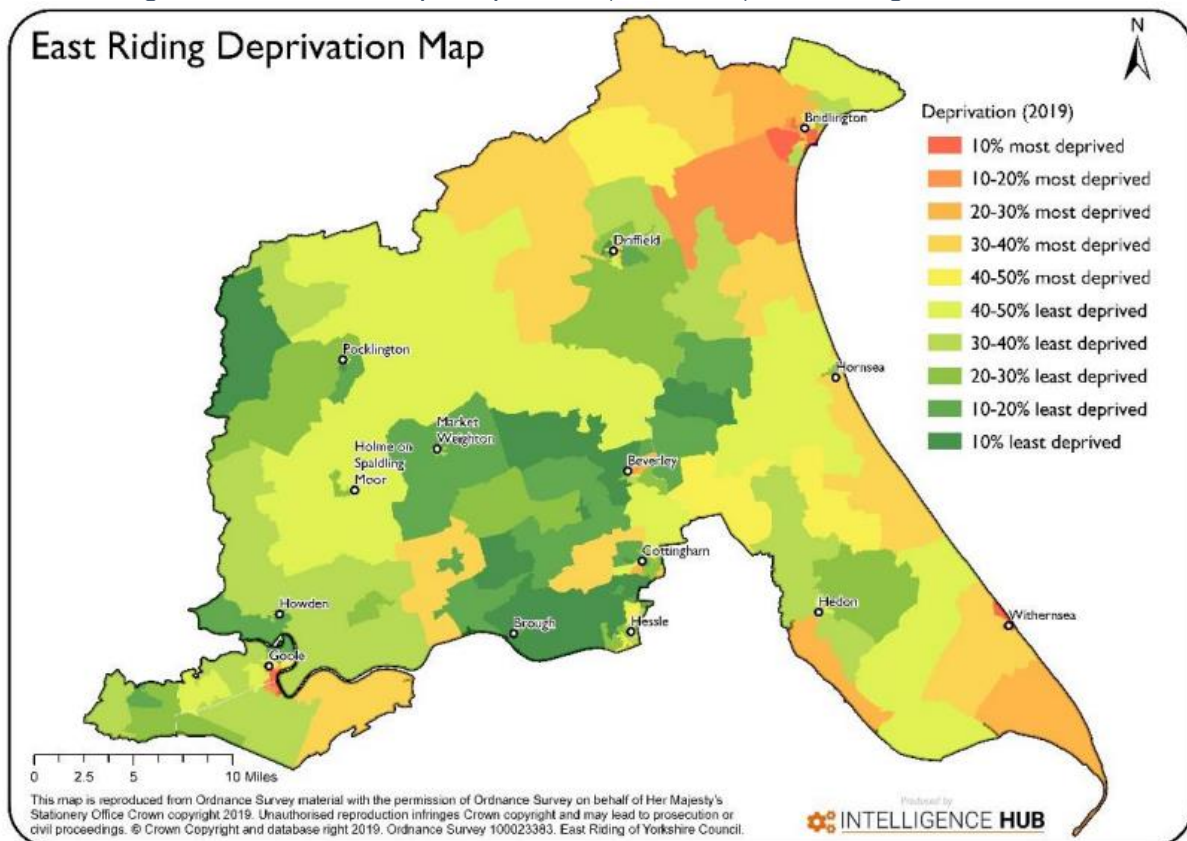 East Riding Deprivation Map
N
Deprivation (2019)
10% most deprived
10-20% most deprived
20-30% most deprived
30-40% most deprived
40-50% most deprived
40-50% least deprived
30-40% least deprived
20-30% least deprived
10-20% least deprived
10% least deprived
Bridlington
Driffield
Pocklington
Hornsea
Market
Weighton
Holme on
Spalding
Moor
Beverley
Cottingham
Howden
Hedon
Withernsea
Brough
Hessle
Goole
0 2.5 5 10 Miles
This map is reproduced from Ordnance Survey material with the permission of Ordnance Survey on behalf of Her Majesty's
Stationery Office Crown copyright 2019. Unauthorised reproduction infringes Crown copyright and may lead to prosecution or
civil proceedings. © Crown Copyright and database right 2019. Ordnance Survey 100023383. East Riding of Yorkshire Council.
Produced by
INTELLIGENCE HUB